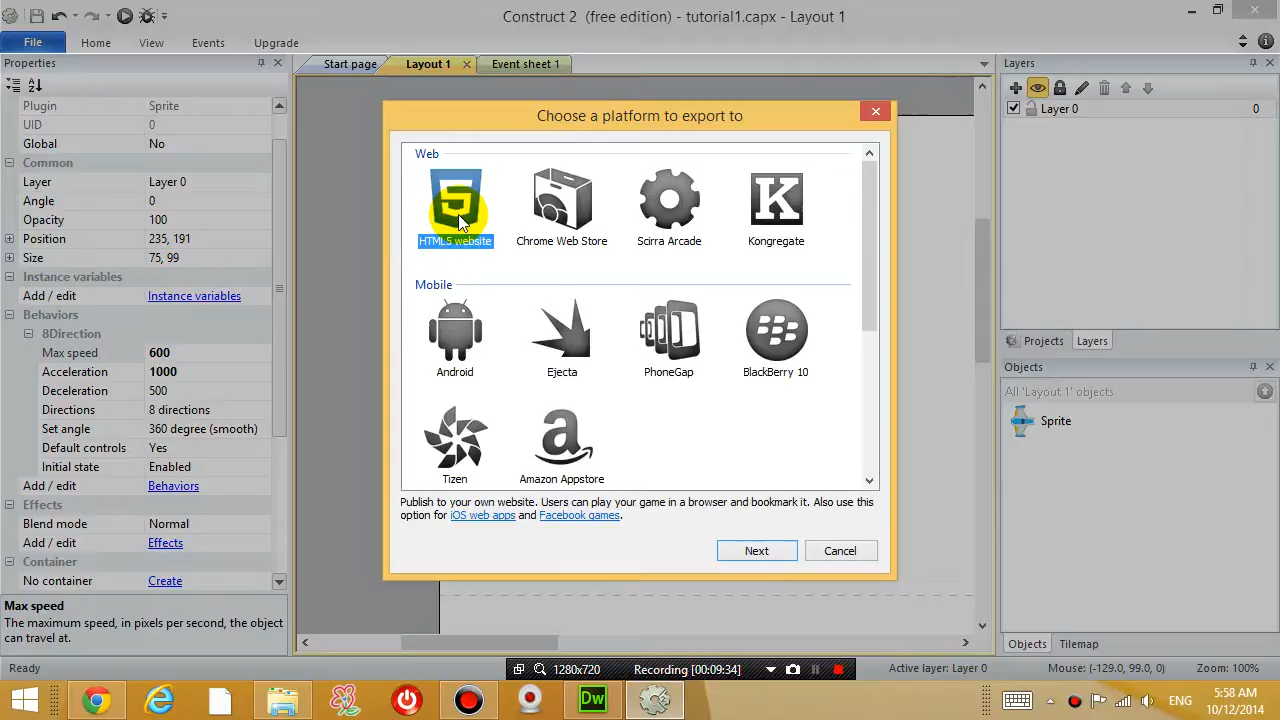 Construct 2 (free edition) - tutorial1.capx - Layout 1
File Home View Events Upgrade
Properties
Plugin Sprite
UID 0
Global No
Common
Layer Layer 0
Angle 0
Opacity 100
Position 235, 191
Size 75, 99
Instance variables
Add / edit Instance variables
Behaviors
8Direction
Max speed 600
Acceleration 1000
Deceleration 500
Directions 8 directions
Set angle 360 degree (smooth)
Default controls Yes
Initial state Enabled
Add / edit Behaviors
Effects
Blend mode Normal
Add / edit Effects
Container
No container Create
Max speed
The maximum speed, in pixels per second, the object
can travel at.
Start page Layout 1 Event sheet 1
Choose a platform to export to
Web
HTML5 website Chrome Web Store Scirra Arcade Kongregate
Mobile
Android Ejecta PhoneGap BlackBerry 10
Tizen Amazon Appstore
Publish to your own website. Users can play your game in a browser and bookmark it. Also use this
option for iOS web apps and Facebook games.
Next Cancel
Layers
Layer 0 0
Projects Layers
Objects
All 'Layout 1' objects
Sprite
Objects Tilemap
Ready
1280x720 Recording [00:09:34]
Active layer: Layer 0 Mouse: (-129.0, 99.0, 0) Zoom: 100%
Dw
ENG
5:58 AM
10/12/2014